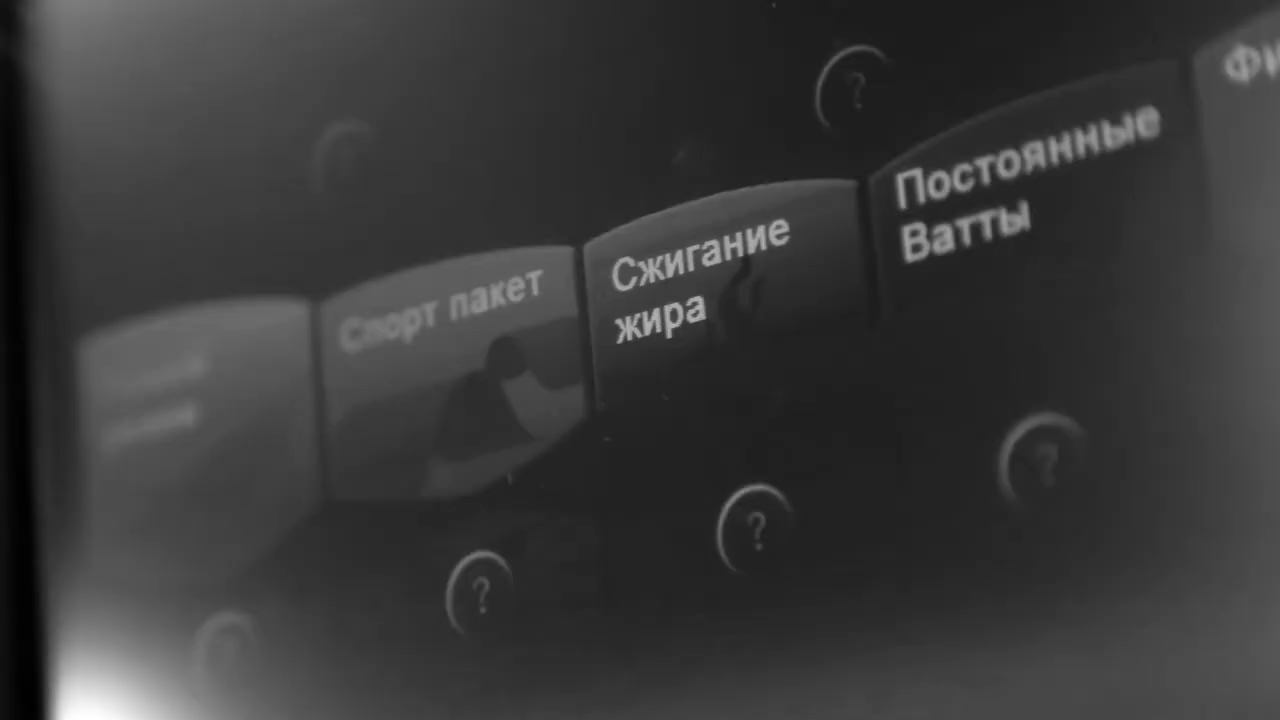 Спорт пакет
Сжигание
жира
Постоянные
Ватты